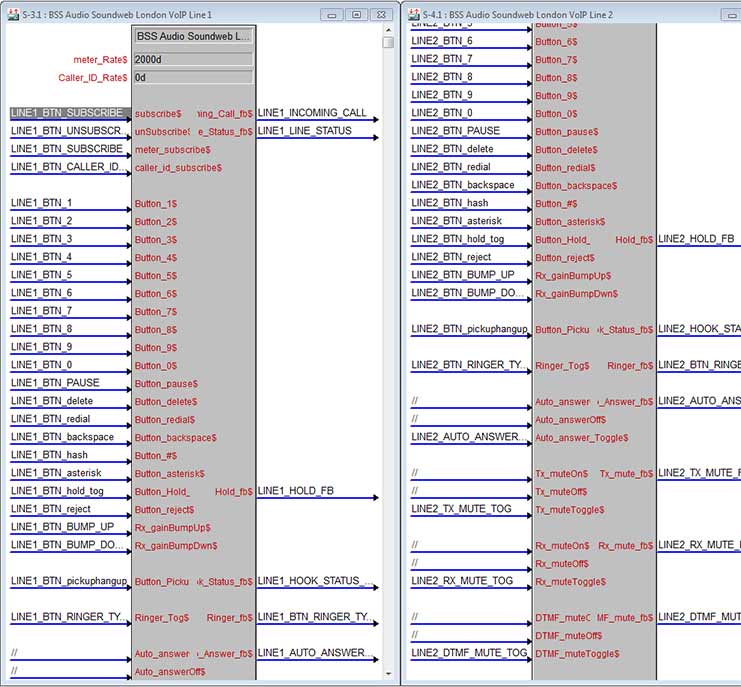 S-3.1 : BSS Audio Soundweb London VoIP Line 1
BSS Audio Soundweb L...
meter_Rate$ 2000d
Caller_ID_Rate$ 0d
LINE1_BTN_SUBSCRIBE subscribe$ ing_Call_fb$ LINE1_INCOMING_CALL
LINE1_BTN_UNSUBSCR... unSubscribe$ e_Status_fb$ LINE1_LINE_STATUS
LINE1_BTN_SUBSCRIBE meter_subscribe$
LINE1_BTN_CALLER_ID... caller_id_subscribe$
LINE1_BTN_1 Button_1$
LINE1_BTN_2 Button_2$
LINE1_BTN_3 Button_3$
LINE1_BTN_4 Button_4$
LINE1_BTN_5 Button_5$
LINE1_BTN_6 Button_6$
LINE1_BTN_7 Button_7$
LINE1_BTN_8 Button_8$
LINE1_BTN_9 Button_9$
LINE1_BTN_0 Button_0$
LINE1_BTN_PAUSE Button_pause$
LINE1_BTN_delete Button_delete$
LINE1_BTN_redial Button_redial$
LINE1_BTN_backspace Button_backspace$
LINE1_BTN_hash Button_#$
LINE1_BTN_asterisk Button_asterisk$
LINE1_BTN_hold_tog Button_Hold_ Hold_fb$ LINE1_HOLD_FB
LINE1_BTN_reject Button_reject$
LINE1_BTN_BUMP_UP Rx_gainBumpUp$
LINE1_BTN_BUMP_DO... Rx_gainBumpDwn$
LINE1_BTN_pickuphangup Button_Picku k_Status_fb$ LINE1_HOOK_STATUS_...
LINE1_BTN_RINGER_TY... Ringer_Tog$ Ringer_fb$ LINE1_BTN_RINGER_TY...
// Auto_answer _Answer_fb$ LINE1_AUTO_ANSWER...
// Auto_answerOff$
S-4.1 : BSS Audio Soundweb London VoIP Line 2
LINE2_BTN_5 Button_5$
LINE2_BTN_6 Button_6$
LINE2_BTN_7 Button_7$
LINE2_BTN_8 Button_8$
LINE2_BTN_9 Button_9$
LINE2_BTN_0 Button_0$
LINE2_BTN_PAUSE Button_pause$
LINE2_BTN_delete Button_delete$
LINE2_BTN_redial Button_redial$
LINE2_BTN_backspace Button_backspace$
LINE2_BTN_hash Button_#$
LINE2_BTN_asterisk Button_asterisk$
LINE2_BTN_hold_tog Button_Hold_ Hold_fb$ LINE2_HOLD_FB
LINE2_BTN_reject Button_reject$
LINE2_BTN_BUMP_UP Rx_gainBumpUp$
LINE2_BTN_BUMP_DO... Rx_gainBumpDwn$
LINE2_BTN_pickuphangup Button_Picku k_Status_fb$ LINE2_HOOK_STA
LINE2_BTN_RINGER_TY... Ringer_Tog$ Ringer_fb$ LINE2_BTN_RINGE
// Auto_answer _Answer_fb$ LINE2_AUTO_ANS
// Auto_answerOff$
LINE2_AUTO_ANSWER... Auto_answer_Toggle$
// Tx_muteOn$ Tx_mute_fb$ LINE2_TX_MUTE_F
// Tx_muteOff$
LINE2_TX_MUTE_TOG Tx_muteToggle$
// Rx_muteOn$ Rx_mute_fb$ LINE2_RX_MUTE_
// Rx_muteOff$
LINE2_RX_MUTE_TOG Rx_muteToggle$
// DTMF_muteC MF_mute_fb$ LINE2_DTMF_MUT
// DTMF_muteOff$
LINE2_DTMF_MUTE_TOG DTMF_muteToggle$